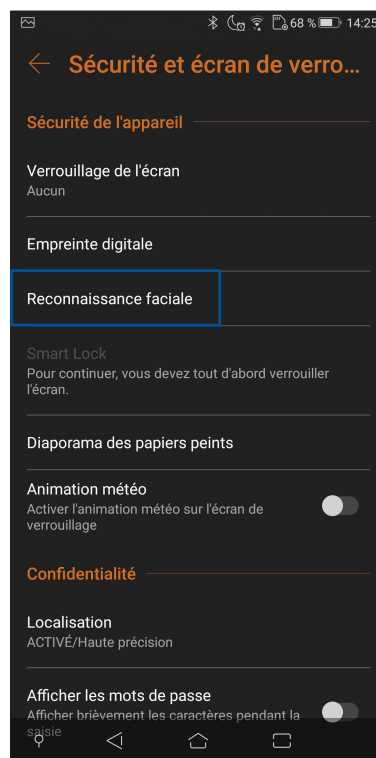 68 % 14:25
Sécurité et écran de verro...
Sécurité de l'appareil
Verrouillage de l'écran
Aucun
Empreinte digitale
Reconnaissance faciale
Smart Lock
Pour continuer, vous devez tout d'abord verrouiller
l'écran.
Diaporama des papiers peints
Animation météo
Activer l'animation météo sur l'écran de
verrouillage
Confidentialité
Localisation
ACTIVÉ/Haute précision
Afficher les mots de passe
Afficher brièvement les caractères pendant la
saisie